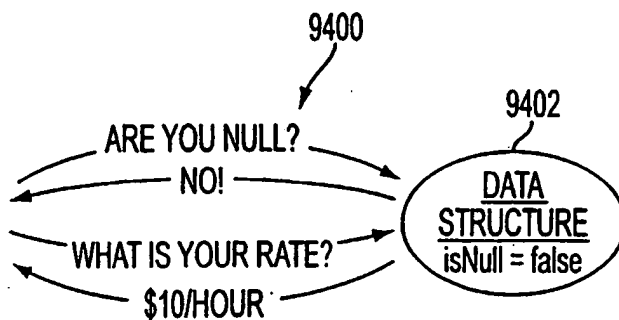 9400
9402
ARE YOU NULL?
NO!
WHAT IS YOUR RATE?
$10/HOUR
DATA
STRUCTURE
isNull = false